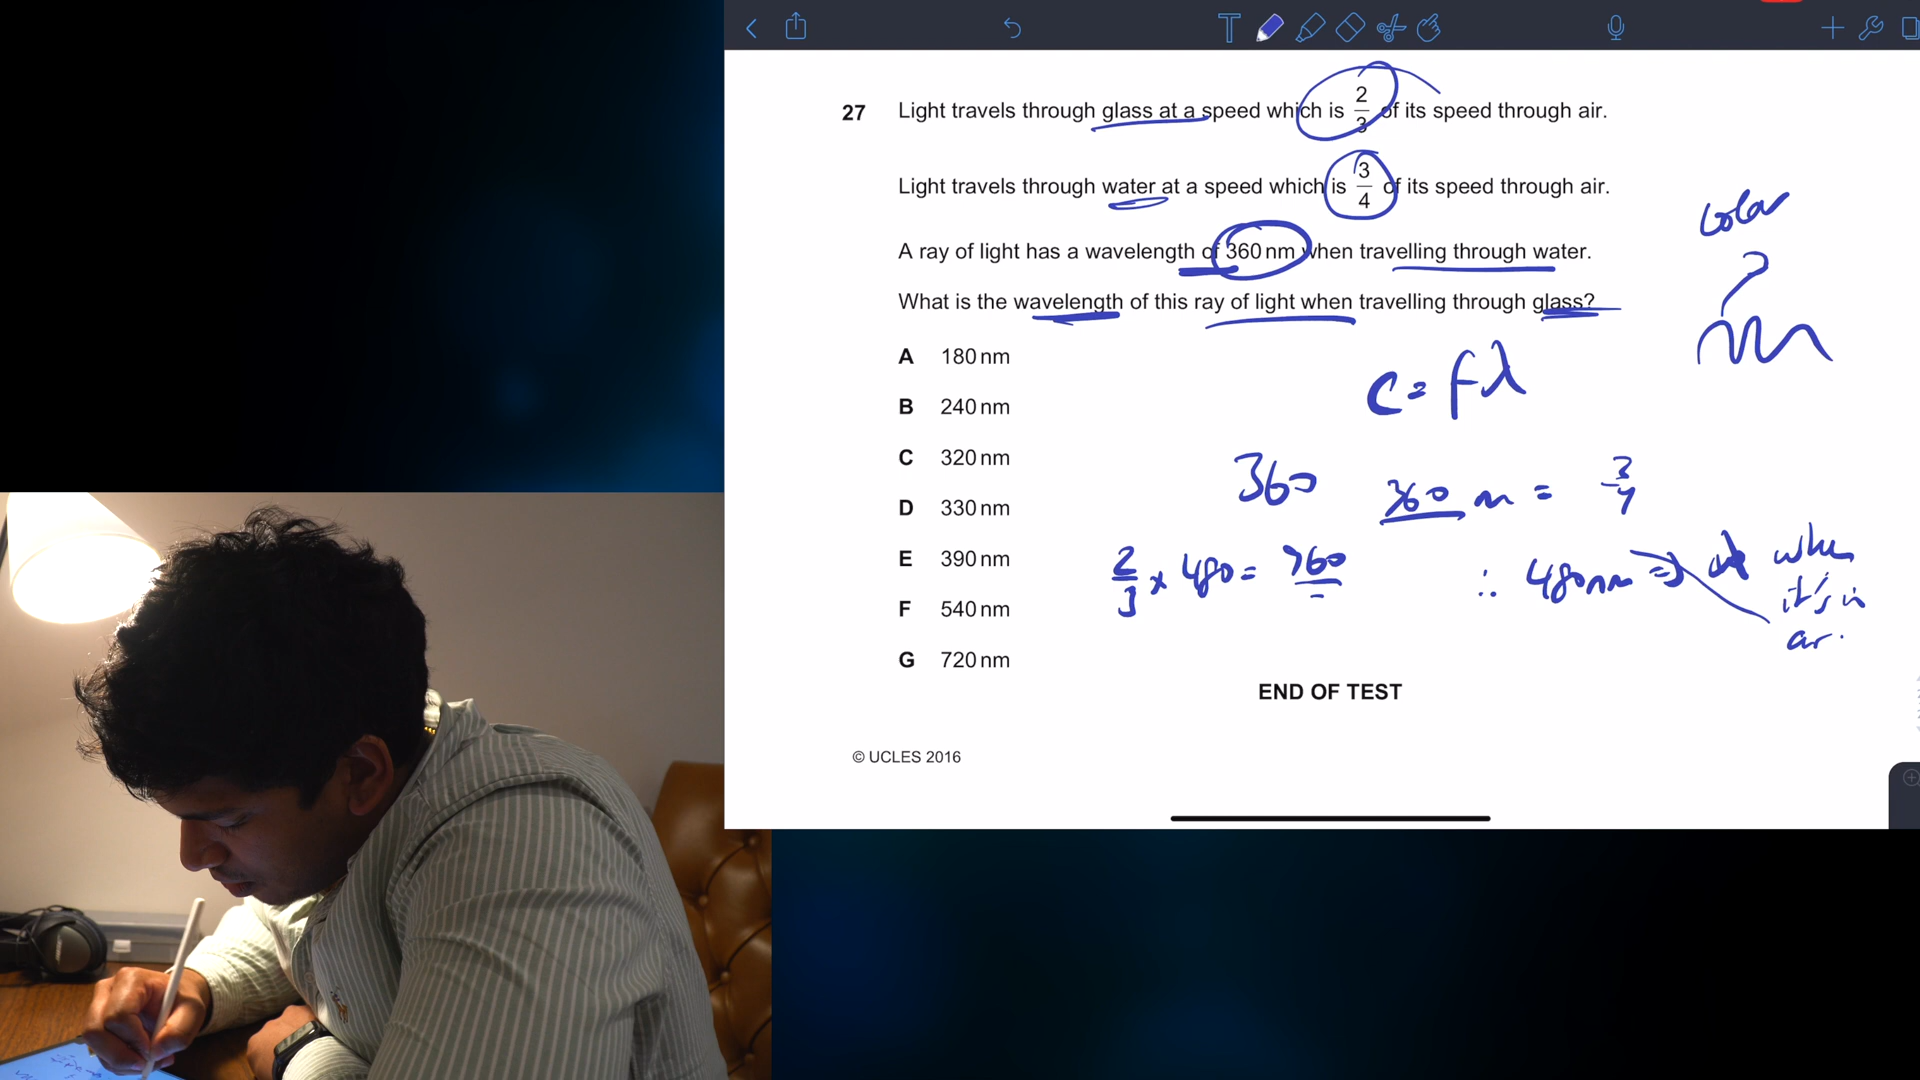 27 Light travels through glass at a speed which is 2/3 of its speed through air.
Light travels through water at a speed which is 3/4 of its speed through air.
A ray of light has a wavelength of 360 nm when travelling through water.
What is the wavelength of this ray of light when travelling through glass?
A 180 nm
B 240 nm
C 320 nm
D 330 nm
E 390 nm
F 540 nm
G 720 nm
END OF TEST
© UCLES 2016
T
color
c = fλ
360
360 m = 3/4
2/3 × 480 = 360
∴ 480nm ⇒ when
it's in
air.